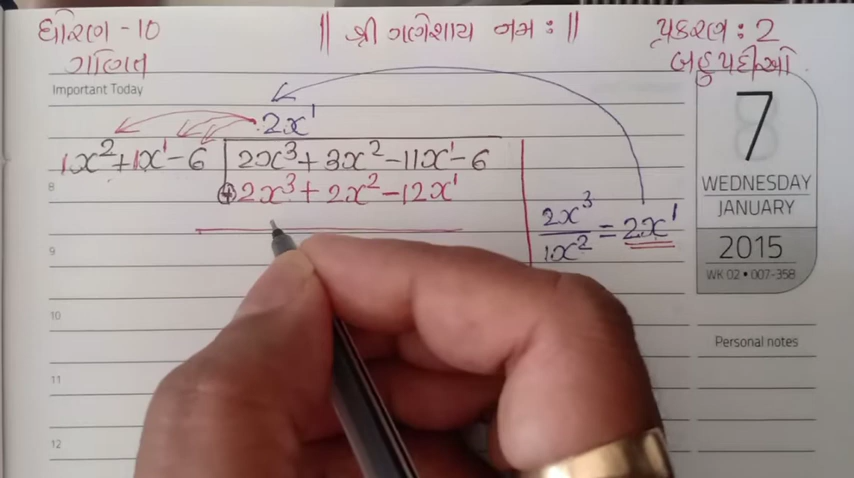 ધોરણ - 10 || શ્રી ગણેશાય નમઃ || પ્રકરણ : 2
ગણિત બહુપદીઓ
Important Today
2x¹
1x² + 1x¹ - 6 2x³ + 3x² - 11x¹ - 6
8
2x³ + 2x² - 12x¹
2x³/1x² = 2x¹
9
10
11
12
7
WEDNESDAY
JANUARY
2015
WK 02 • 007-358
Personal notes